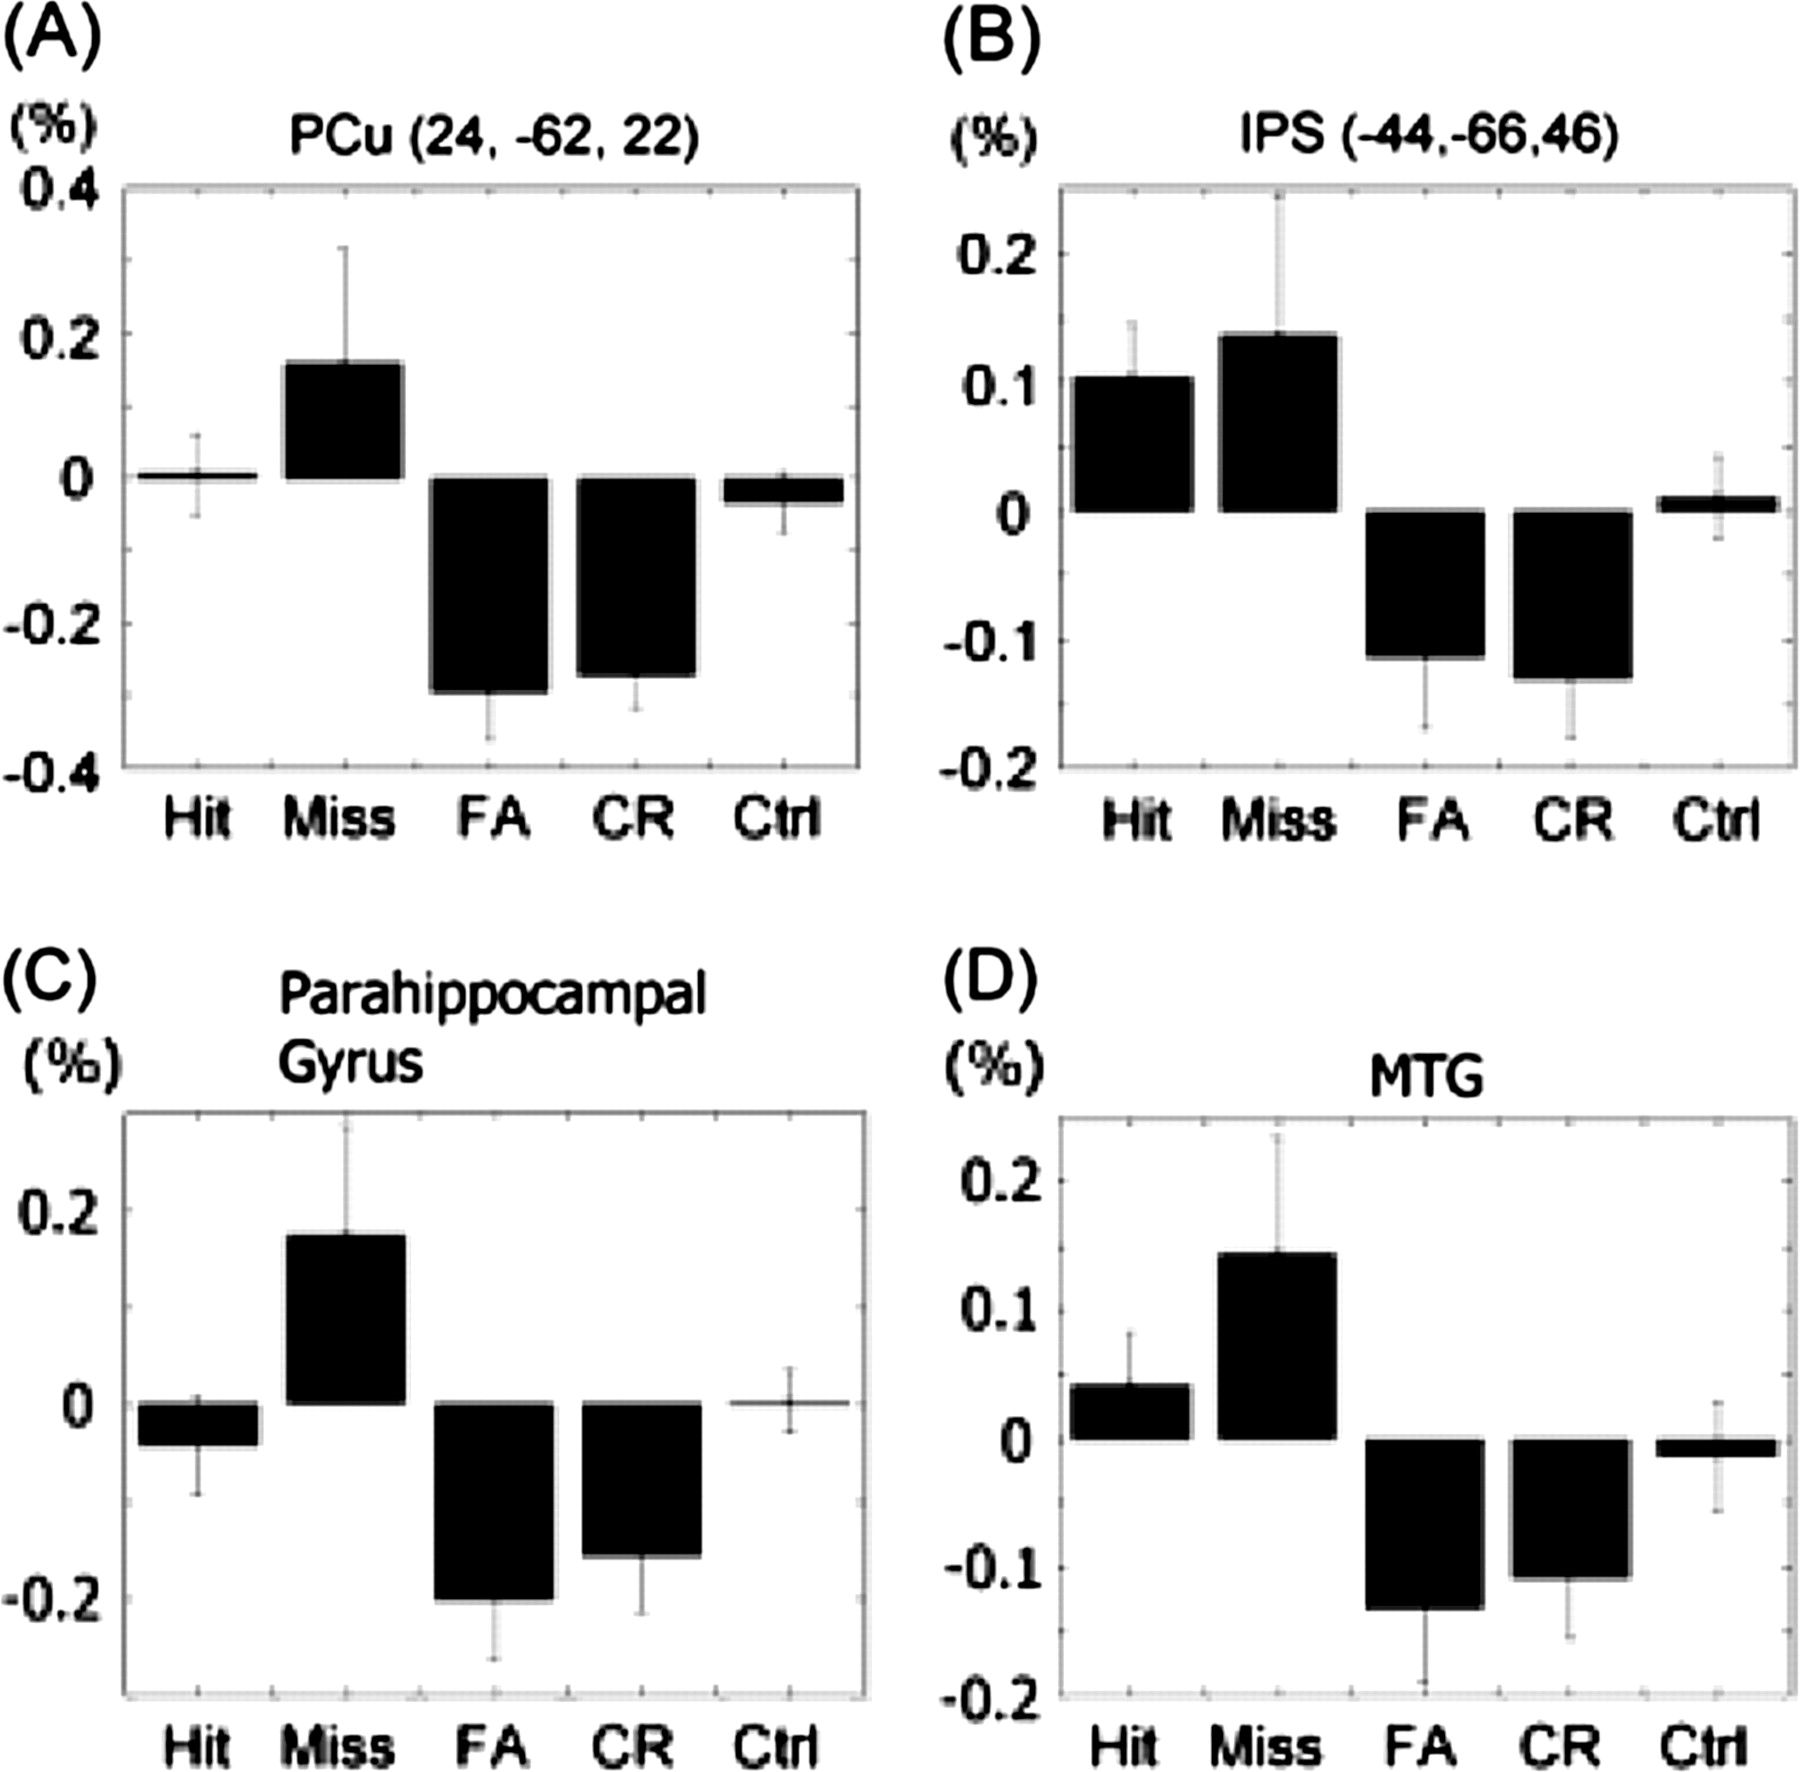 (A)
(%)
PCu (24, -62, 22)
0.4
0.2
0
-0.2
-0.4
Hit Miss FA CR Ctrl
(B)
(%)
IPS (-44,-66,46)
0.2
0.1
0
-0.1
-0.2
Hit Miss FA CR Ctrl
(C)
Parahippocampal
Gyrus
(%)
0.2
0
-0.2
Hit Miss FA CR Ctrl
(D)
(%)
MTG
0.2
0.1
0
-0.1
-0.2
Hit Miss FA CR Ctrl